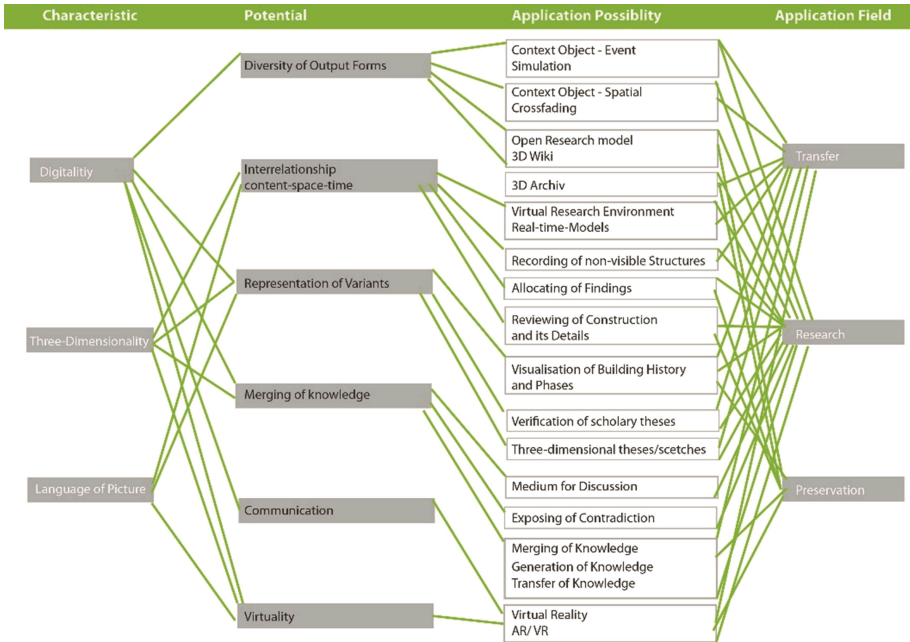 Characteristic
Potential
Application Possiblity
Application Field
Digitalitiy
Three-Dimensionality
Language of Picture
Diversity of Output Forms
Interrelationship
content-space-time
Representation of Variants
Merging of knowledge
Communication
Virtuality
Context Object - Event
Simulation
Context Object - Spatial
Crossfading
Open Research model
3D Wiki
3D Archiv
Virtual Research Environment
Real-time-Models
Recording of non-visible Structures
Allocating of Findings
Reviewing of Construction
and its Details
Visualisation of Building History
and Phases
Verification of scholary theses
Three-dimensional theses/scetches
Medium for Discussion
Exposing of Contradiction
Merging of Knowledge
Generation of Knowledge
Transfer of Knowledge
Virtual Reality
AR/ VR
Transfer
Research
Preservation